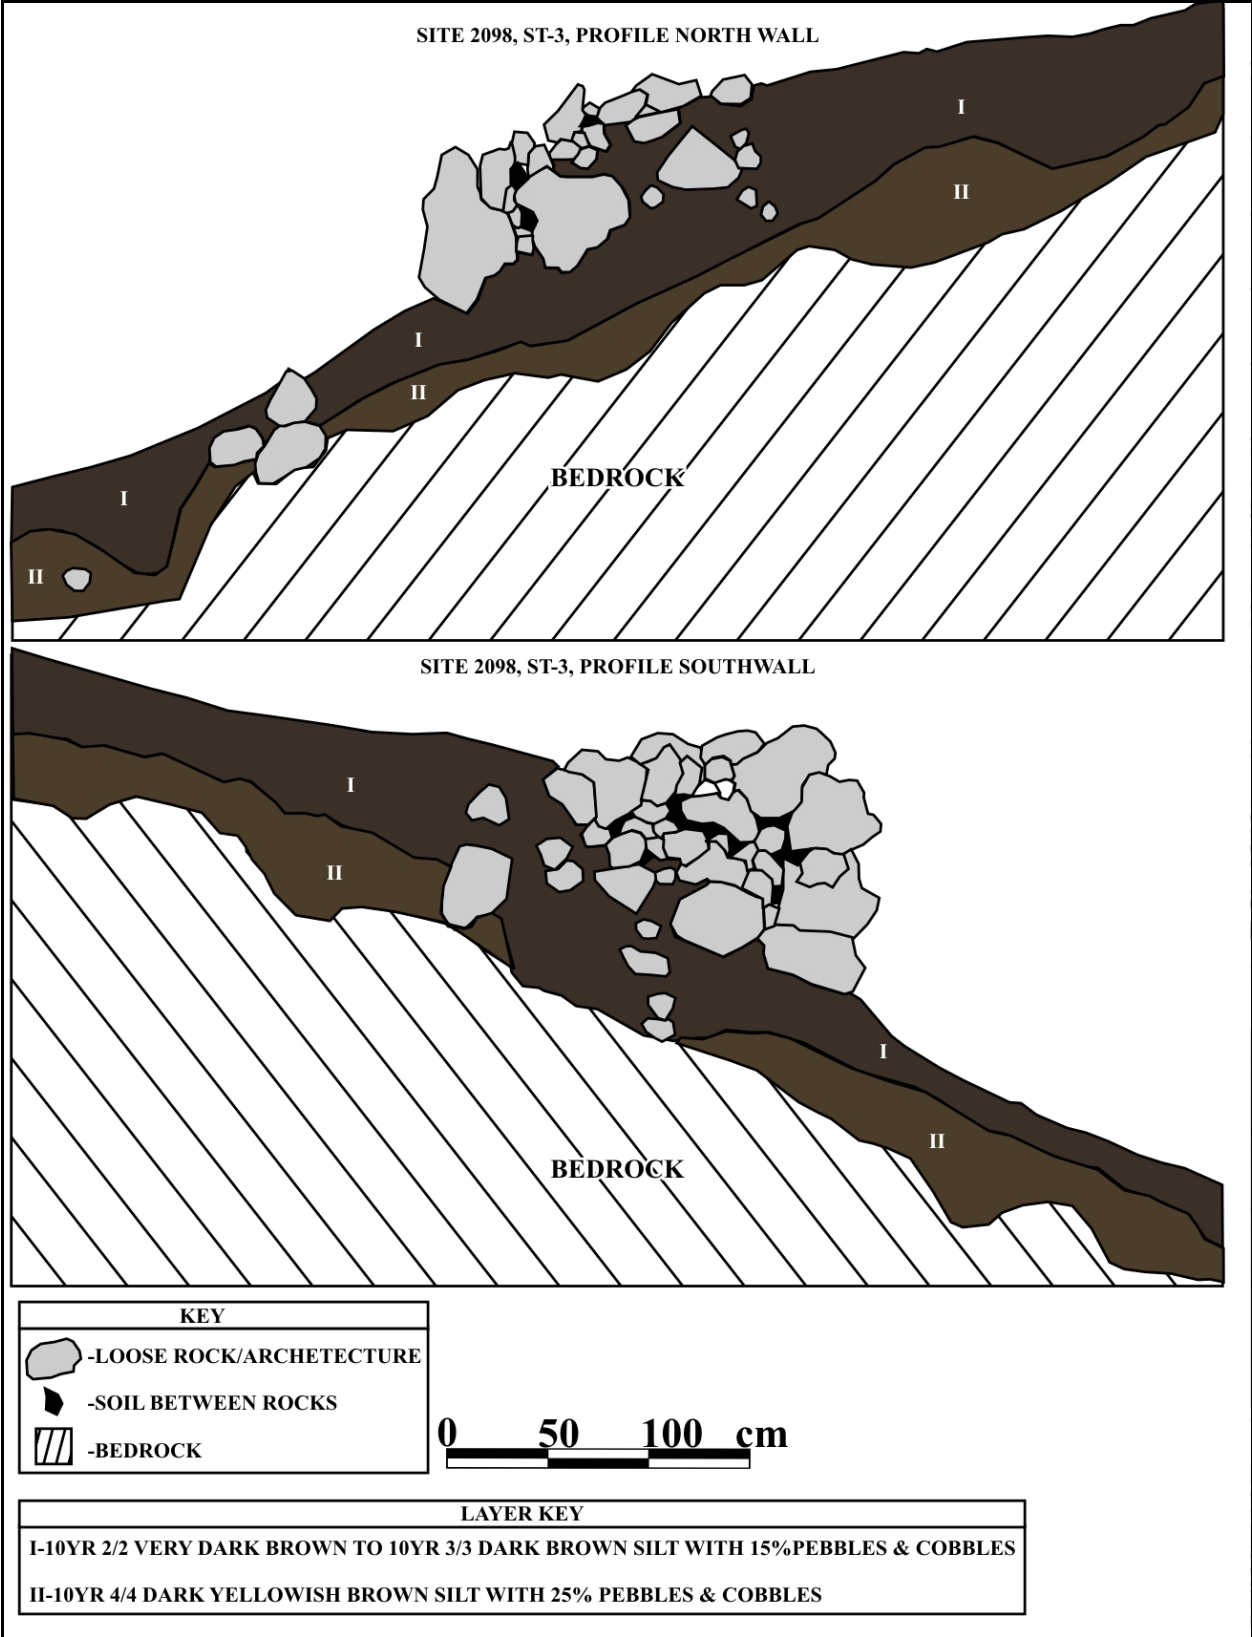 SITE 2098, ST-3, PROFILE NORTH WALL
I
II
I
II
BEDROCK
I
II
SITE 2098, ST-3, PROFILE SOUTHWALL
I
II
I
II
BEDROCK
KEY
-LOOSE ROCK/ARCHETECTURE
-SOIL BETWEEN ROCKS
-BEDROCK
0 50 100 cm
LAYER KEY
I-10YR 2/2 VERY DARK BROWN TO 10YR 3/3 DARK BROWN SILT WITH 15%PEBBLES & COBBLES
II-10YR 4/4 DARK YELLOWISH BROWN SILT WITH 25% PEBBLES & COBBLES